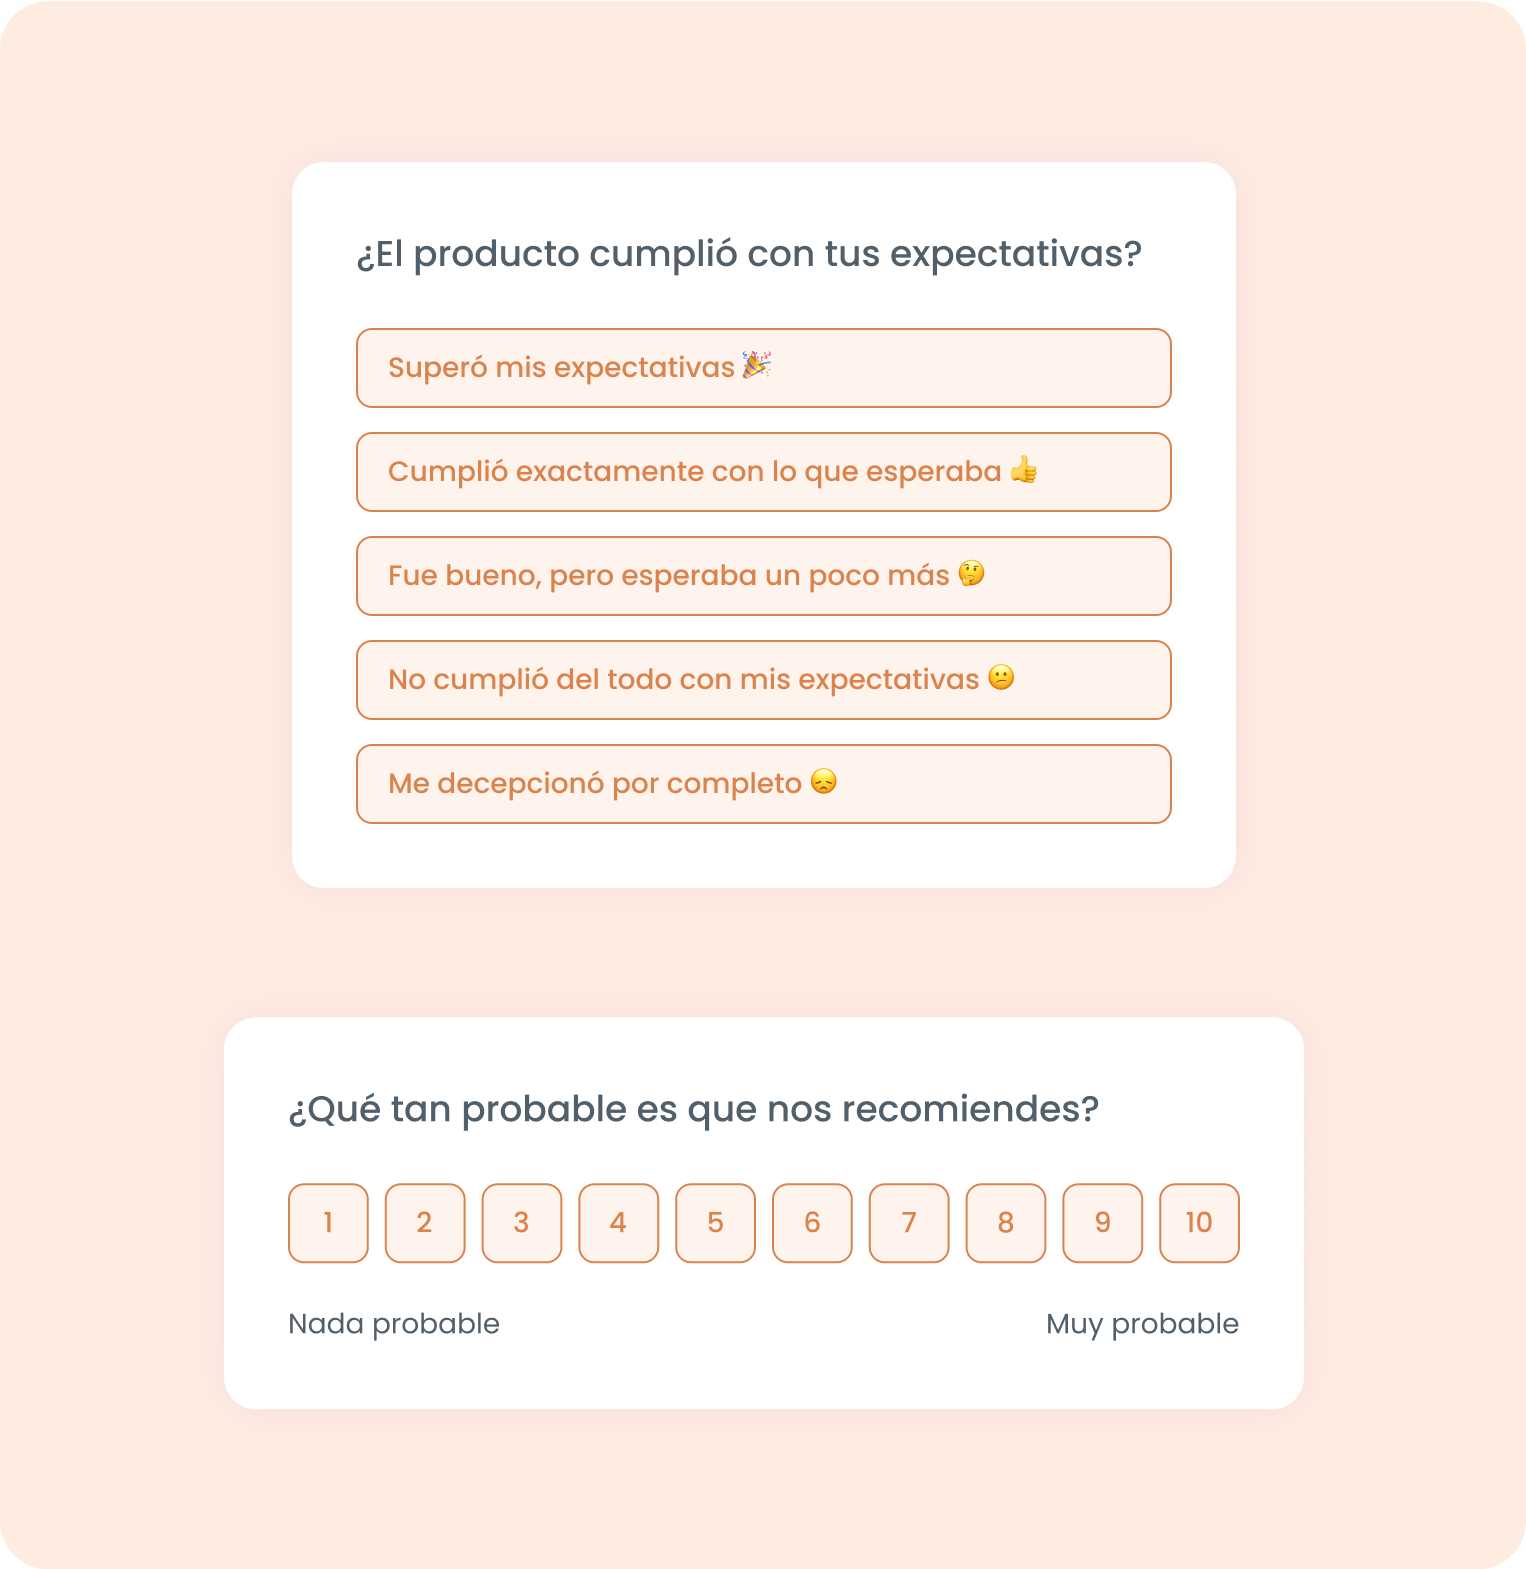 ¿El producto cumplió con tus expectativas?
Superó mis expectativas 🎉
Cumplió exactamente con lo que esperaba 👍
Fue bueno, pero esperaba un poco más 🤔
No cumplió del todo con mis expectativas 😕
Me decepcionó por completo 😞
¿Qué tan probable es que nos recomiendes?
1 2 3 4 5 6 7 8 9 10
Nada probable Muy probable